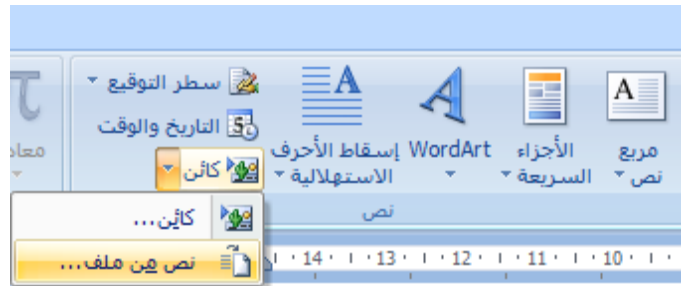 مربع
نص
الأجزاء
السريعة
WordArt
إسقاط الأحرف
الاستهلالية
سطر التوقيع
التاريخ والوقت
كائن
نص
كائن...
نص من ملف...
14 · 13 · 12 · 11 · 10